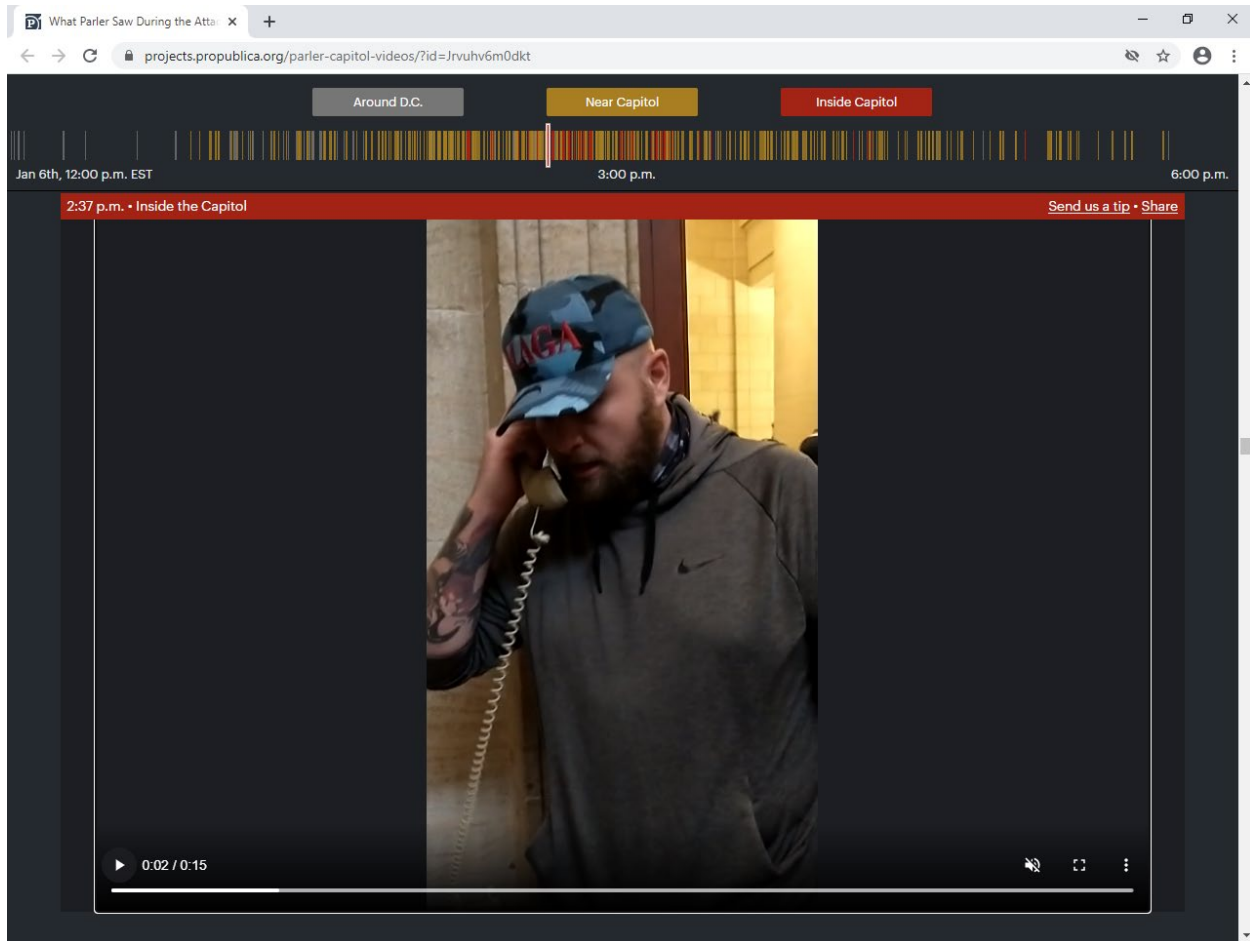 What Parler Saw During the Atta
projects.propublica.org/parler-capitol-videos/?id=Jrvuhv6m0dkt
Around D.C.
Near Capitol
Inside Capitol
Jan 6th, 12:00 p.m. EST
3:00 p.m.
6:00 p.m.
2:37 p.m. • Inside the Capitol
Send us a tip • Share
MAGA
0:02 / 0:15